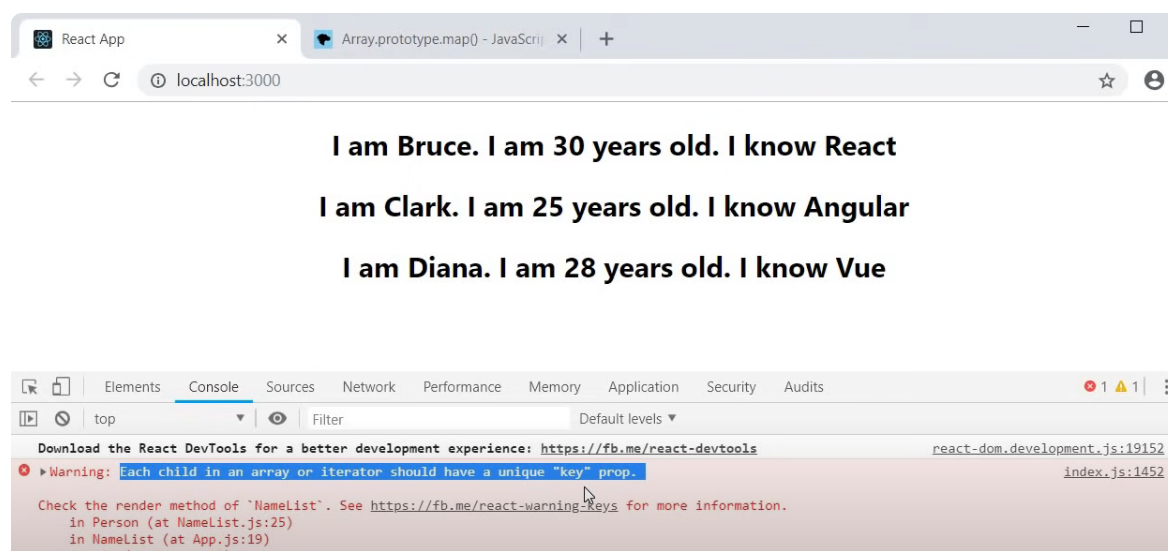 React App
Array.prototype.map() - JavaScri
localhost:3000
I am Bruce. I am 30 years old. I know React
I am Clark. I am 25 years old. I know Angular
I am Diana. I am 28 years old. I know Vue
Elements Console Sources Network Performance Memory Application Security Audits 1 1
top Filter Default levels
Download the React DevTools for a better development experience: https://fb.me/react-devtools react-dom.development.js:19152
Warning: Each child in an array or iterator should have a unique "key" prop. index.js:1452
Check the render method of `NameList`. See https://fb.me/react-warning-keys for more information.
in Person (at NameList.js:25)
in NameList (at App.js:19)